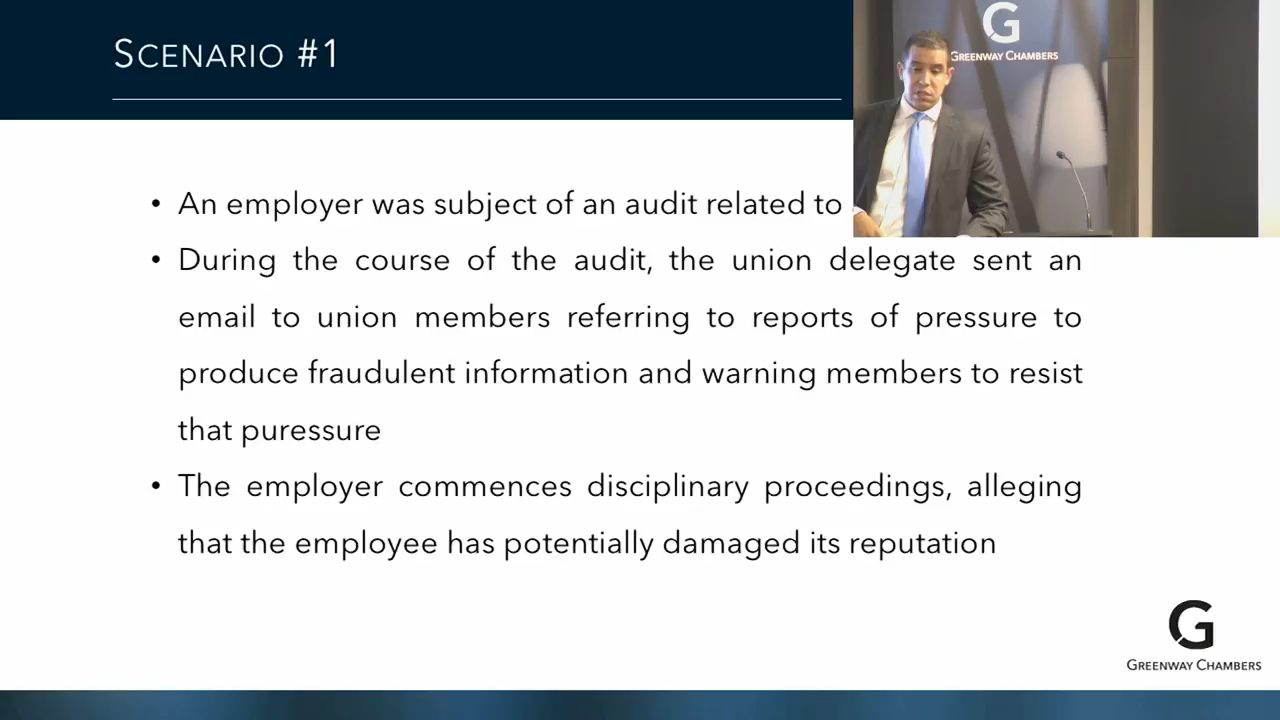 SCENARIO #1
G
GREENWAY CHAMBERS
• An employer was subject of an audit related to
• During the course of the audit, the union delegate sent an
email to union members referring to reports of pressure to
produce fraudulent information and warning members to resist
that puressure
• The employer commences disciplinary proceedings, alleging
that the employee has potentially damaged its reputation
G
GREENWAY CHAMBERS